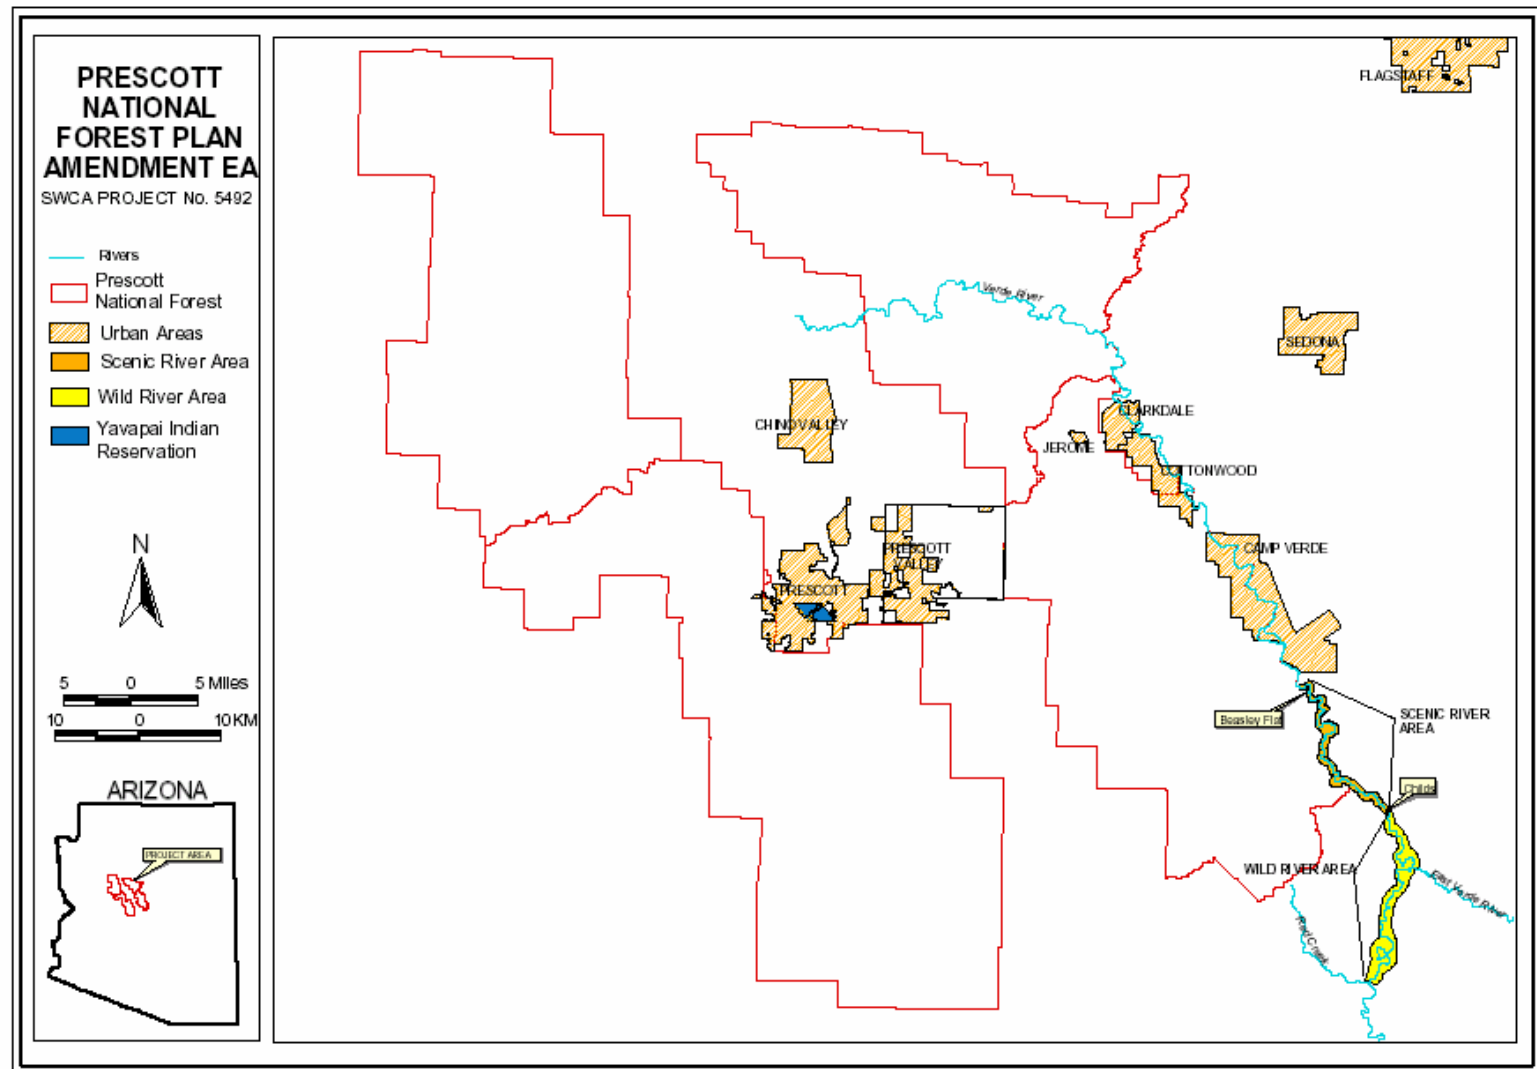 PRESCOTT
NATIONAL
FOREST PLAN
AMENDMENT EA
SWCA PROJECT No. 5492
Rivers
Prescott
National Forest
Urban Areas
Scenic River Area
Wild River Area
Yavapai Indian
Reservation
N
5 0 5 Miles
10 0 10 KM
ARIZONA
PROJECT AREA
FLAGSTAFF
Verde River
SEDONA
CHINO VALLEY
CLARKDALE
JEROME
COTTONWOOD
PRESCOTT
VALLEY
CAMP VERDE
PRESCOTT
Beasley Flat
SCENIC RIVER
AREA
Childs
WILD RIVER AREA
East Verde River
Red Creek